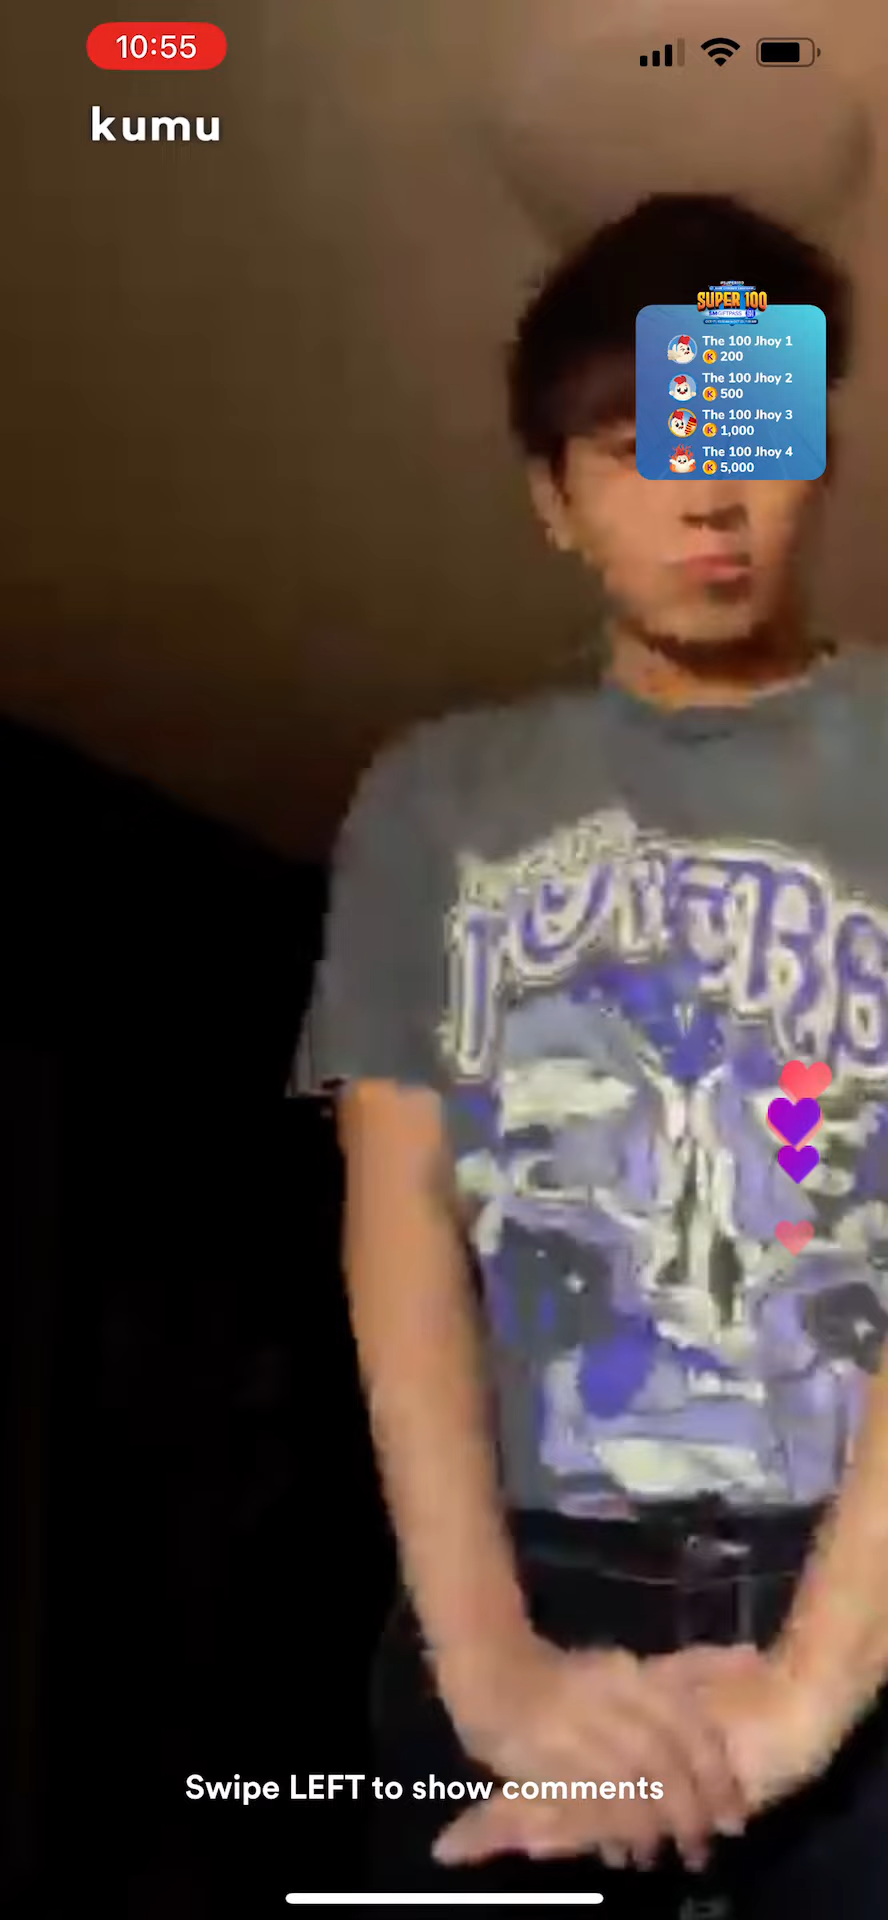 10:55
kumu
SUPER 100
The 100 Jhoy 1
K 200
The 100 Jhoy 2
K 500
The 100 Jhoy 3
K 1,000
The 100 Jhoy 4
K 5,000
Swipe LEFT to show comments